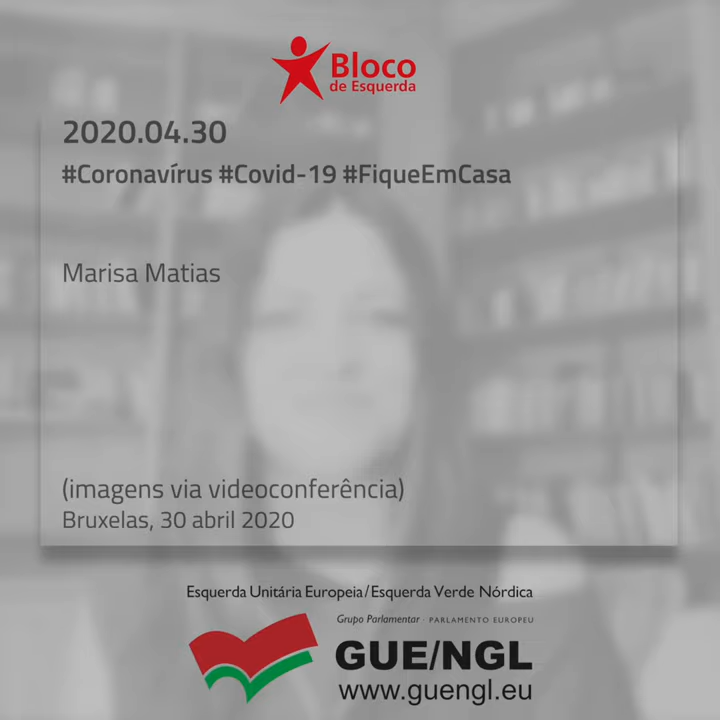 Bloco
de Esquerda
2020.04.30
#Coronavírus #Covid-19 #FiqueEmCasa
Marisa Matias
(imagens via videoconferência)
Bruxelas, 30 abril 2020
Esquerda Unitária Europeia/Esquerda Verde Nórdica
Grupo Parlamentar · PARLAMENTO EUROPEU
GUE/NGL
www.guengl.eu